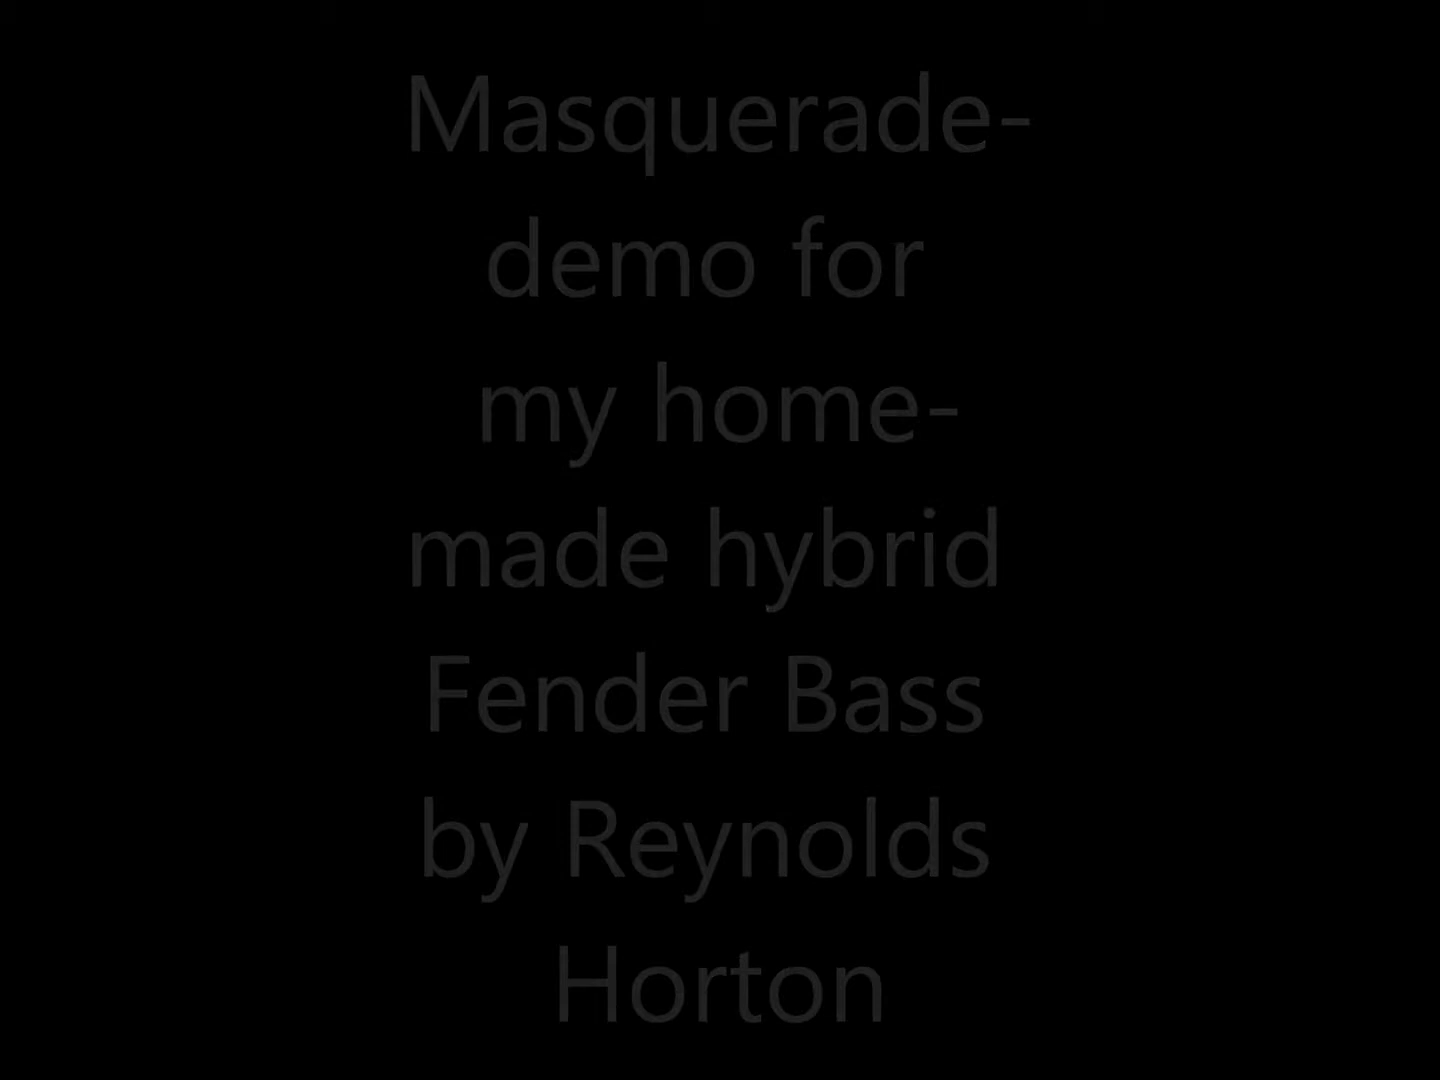 Masquerade-
demo for
my home-
made hybrid
Fender Bass
by Reynolds
Horton